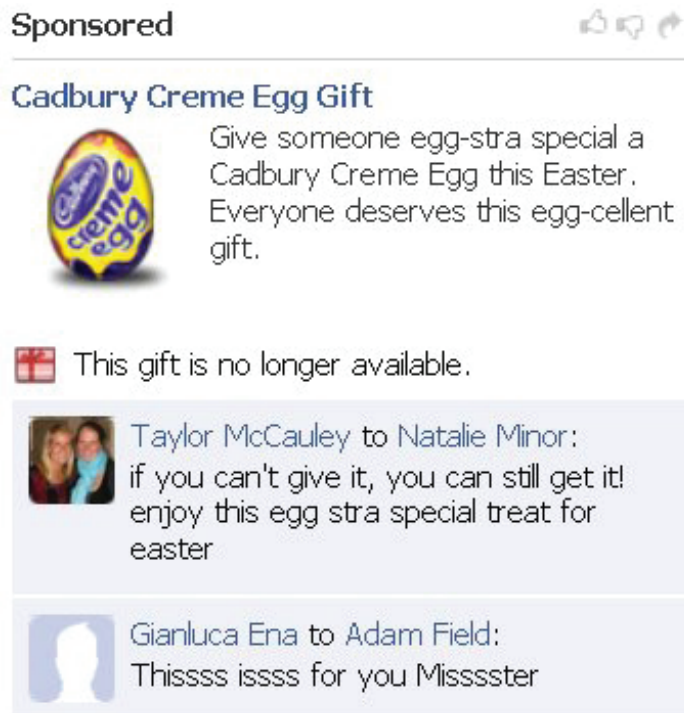 Sponsored
Cadbury Creme Egg Gift
Give someone egg-stra special a
Cadbury Creme Egg this Easter.
Everyone deserves this egg-cellent
gift.
Cadbury
creme
egg
This gift is no longer available.
Taylor McCauley to Natalie Minor:
if you can't give it, you can still get it!
enjoy this egg stra special treat for
easter
Gianluca Ena to Adam Field:
Thissss issss for you Missssster